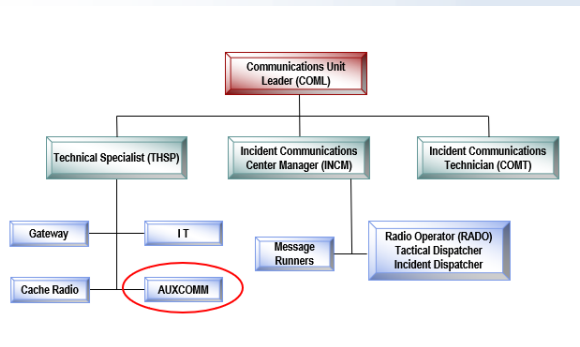 Communications Unit
Leader (COML)
Technical Specialist (THSP)
Incident Communications
Center Manager (INCM)
Incident Communications
Technician (COMT)
Gateway
I T
Cache Radio
AUXCOMM
Message
Runners
Radio Operator (RADO)
Tactical Dispatcher
Incident Dispatcher